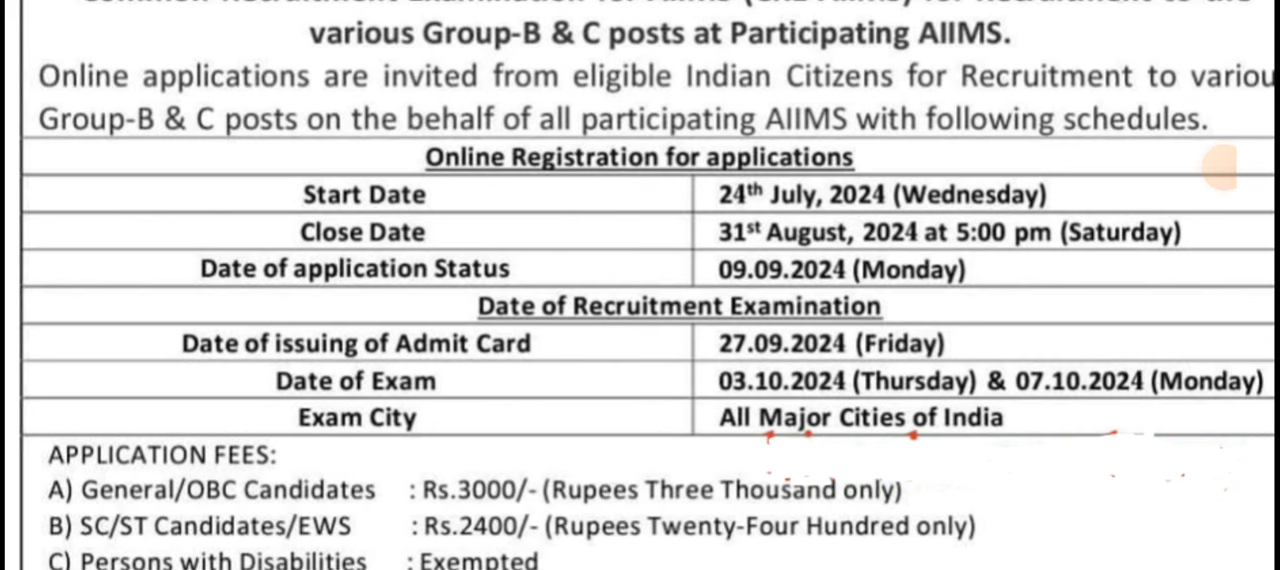 various Group-B & C posts at Participating AIIMS.
Online applications are invited from eligible Indian Citizens for Recruitment to variou
Group-B & C posts on the behalf of all participating AIIMS with following schedules.
Online Registration for applications
Start Date 24th July, 2024 (Wednesday)
Close Date 31st August, 2024 at 5:00 pm (Saturday)
Date of application Status 09.09.2024 (Monday)
Date of Recruitment Examination
Date of issuing of Admit Card 27.09.2024 (Friday)
Date of Exam 03.10.2024 (Thursday) & 07.10.2024 (Monday)
Exam City All Major Cities of India
APPLICATION FEES:
A) General/OBC Candidates : Rs.3000/- (Rupees Three Thousand only)
B) SC/ST Candidates/EWS : Rs.2400/- (Rupees Twenty-Four Hundred only)
C) Persons with Disabilities : Exempted